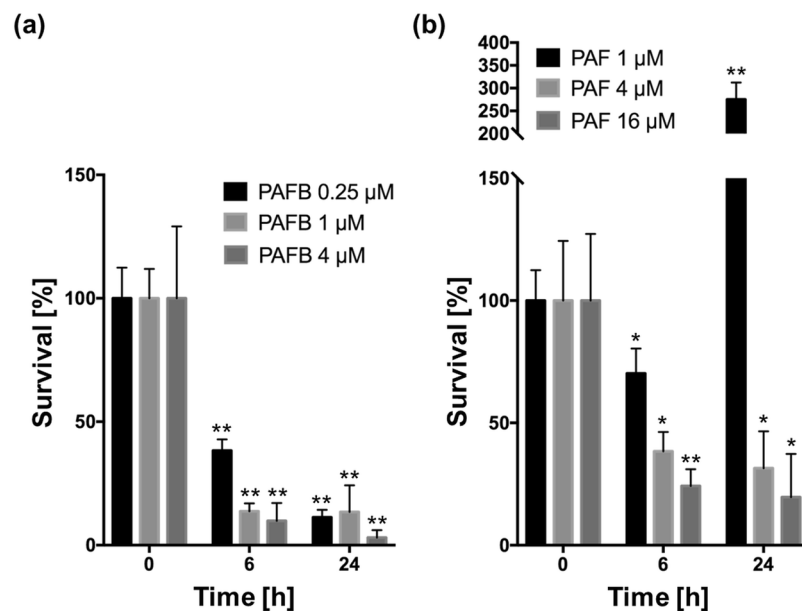 (a)
Survival [%]
150
100
50
0
PAFB 0.25 µM
PAFB 1 µM
PAFB 4 µM
**
**
**
**
**
**
0
6
24
Time [h]
(b)
Survival [%]
400
350
300
250
200
150
100
50
0
PAF 1 µM
PAF 4 µM
PAF 16 µM
*
*
**
**
*
*
0
6
24
Time [h]